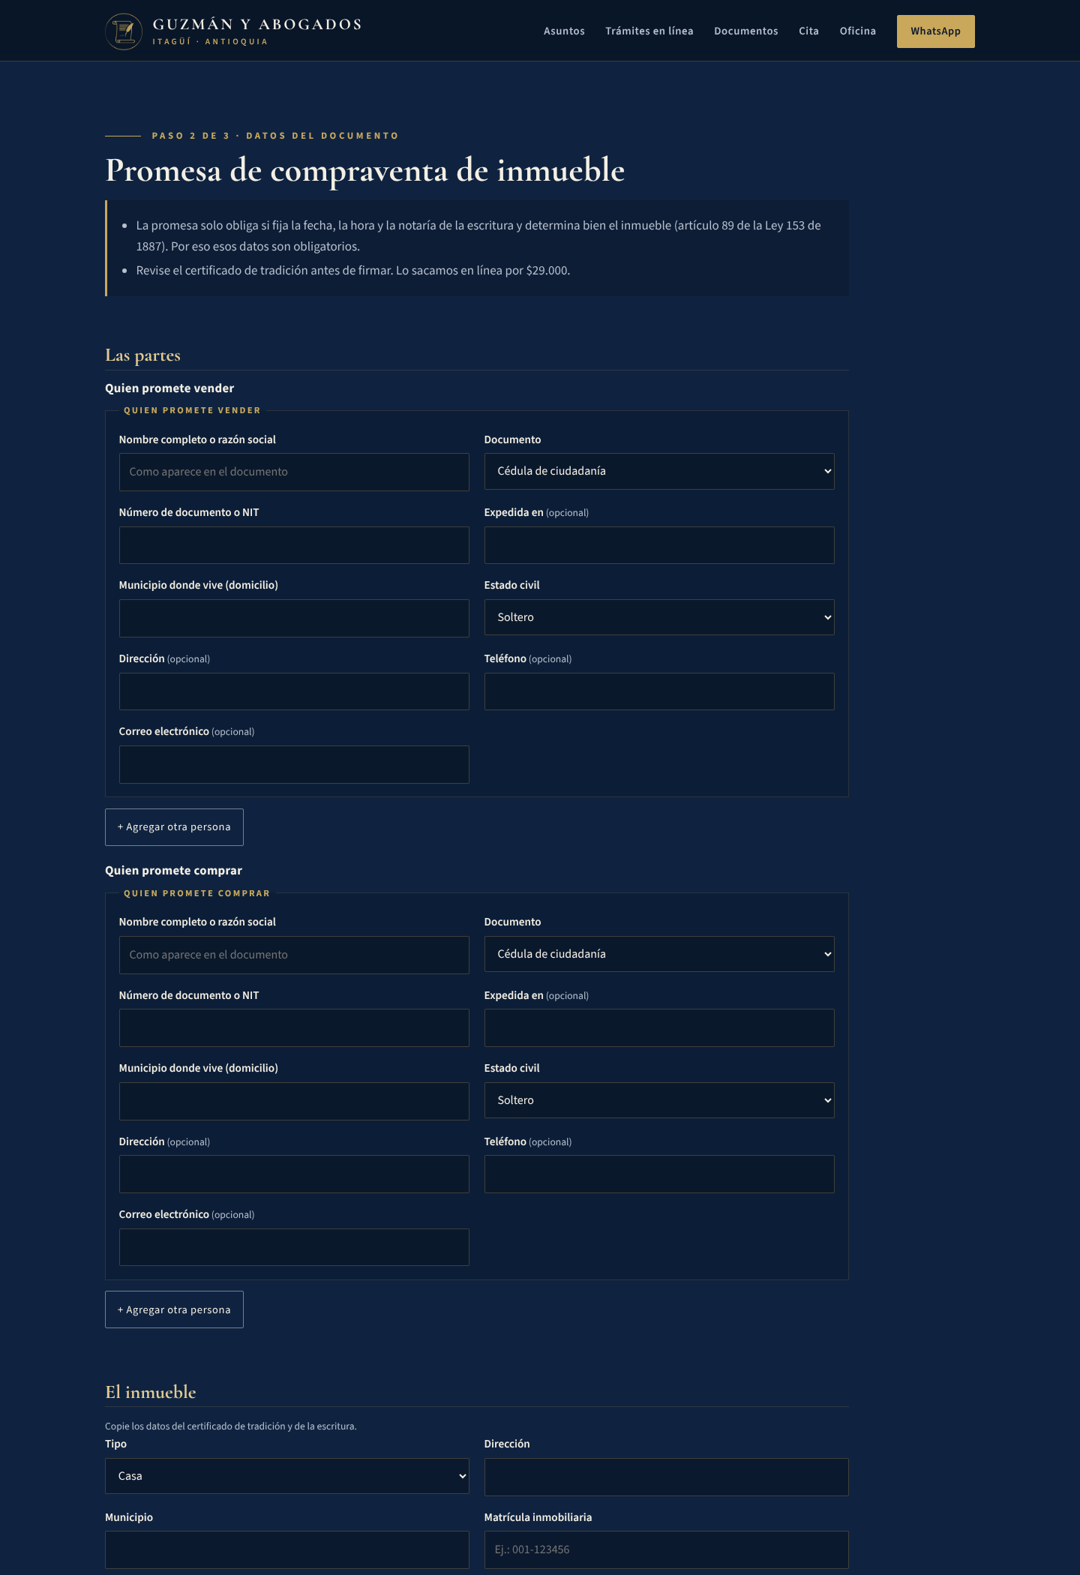 GUZMÁN Y ABOGADOS
ITAGÜÍ · ANTIOQUIA
Asuntos
Trámites en línea
Documentos
Cita
Oficina
WhatsApp
PASO 2 DE 3 · DATOS DEL DOCUMENTO
Promesa de compraventa de inmueble
La promesa solo obliga si fija la fecha, la hora y la notaría de la escritura y determina bien el inmueble (artículo 89 de la Ley 153 de
1887). Por eso esos datos son obligatorios.
Revise el certificado de tradición antes de firmar. Lo sacamos en línea por $29.000.
Las partes
Quien promete vender
QUIEN PROMETE VENDER
Nombre completo o razón social
Documento
Como aparece en el documento
Cédula de ciudadanía
Número de documento o NIT
Expedida en (opcional)
Municipio donde vive (domicilio)
Estado civil
Soltero
Dirección (opcional)
Teléfono (opcional)
Correo electrónico (opcional)
+ Agregar otra persona
Quien promete comprar
QUIEN PROMETE COMPRAR
Nombre completo o razón social
Documento
Como aparece en el documento
Cédula de ciudadanía
Número de documento o NIT
Expedida en (opcional)
Municipio donde vive (domicilio)
Estado civil
Soltero
Dirección (opcional)
Teléfono (opcional)
Correo electrónico (opcional)
+ Agregar otra persona
El inmueble
Copie los datos del certificado de tradición y de la escritura.
Tipo
Dirección
Casa
Municipio
Matrícula inmobiliaria
Ej.: 001-123456